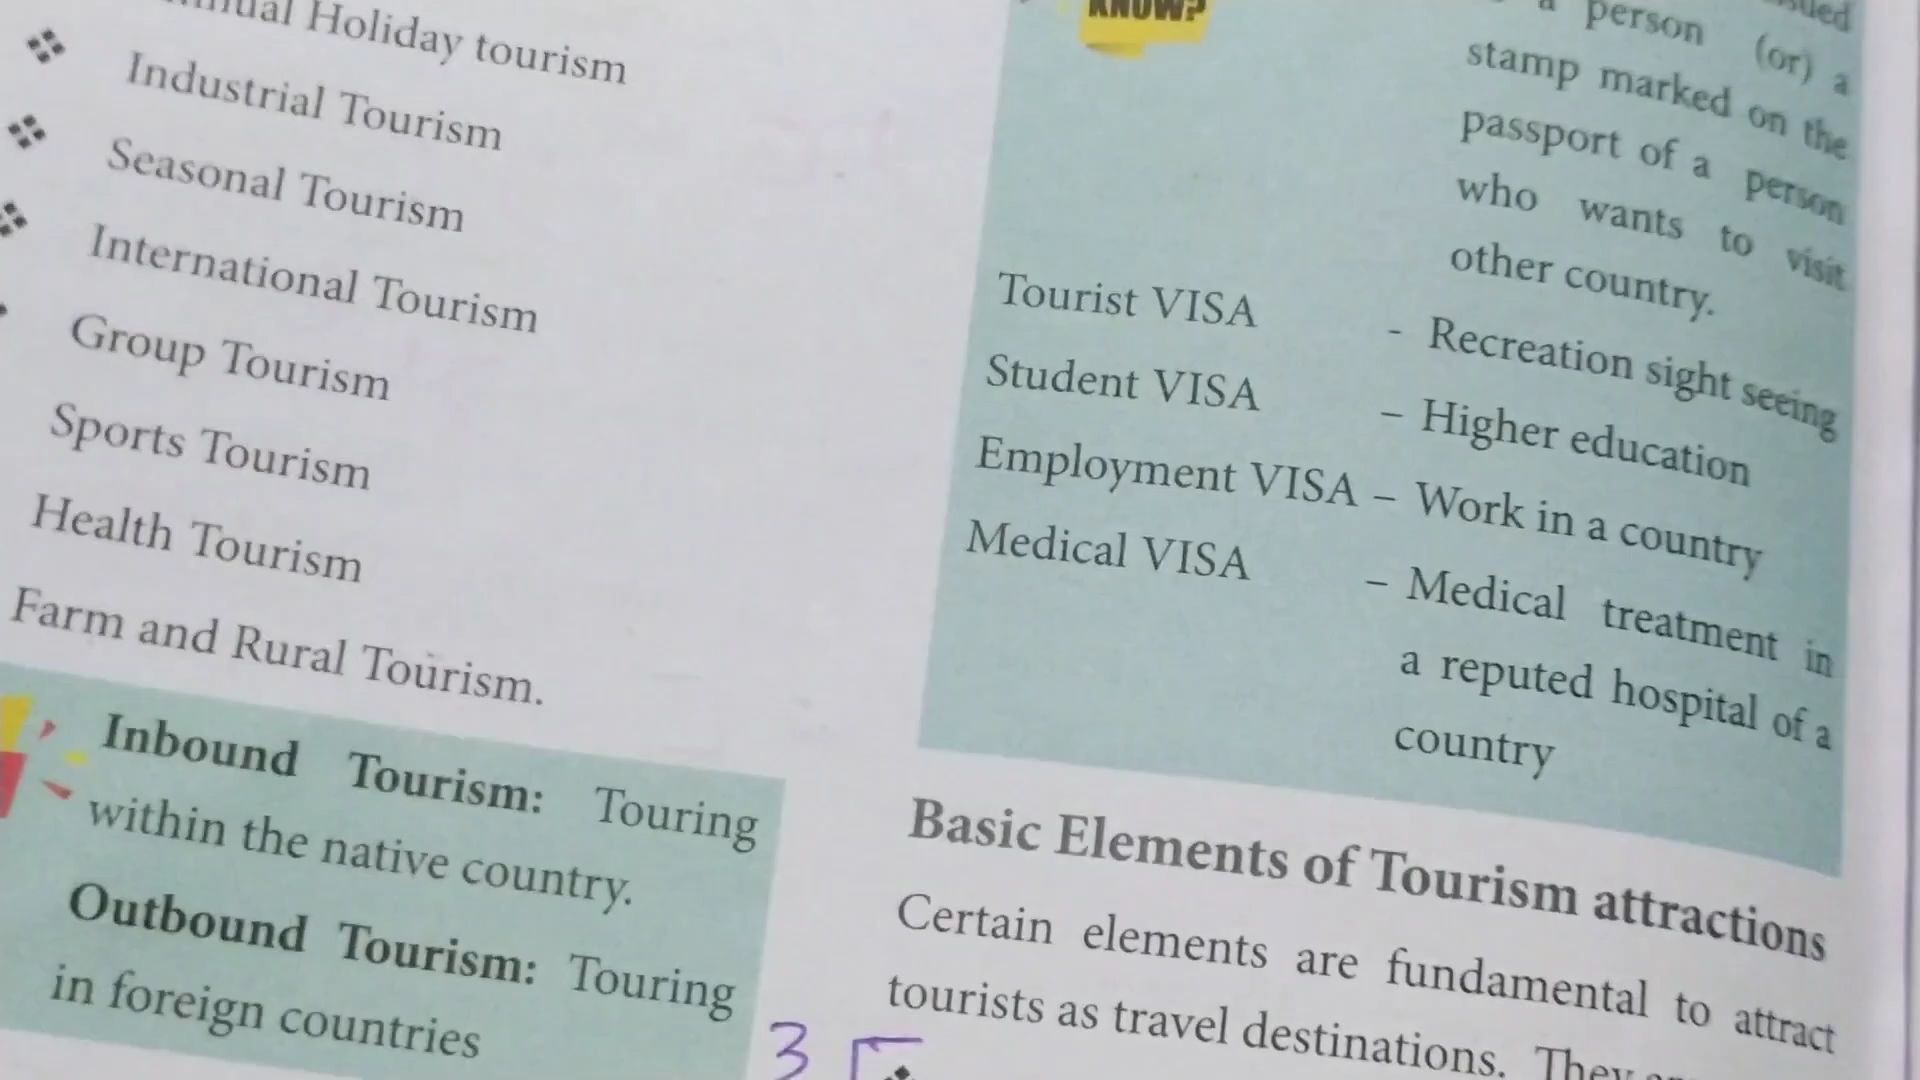 Holiday tourism
Industrial Tourism
Seasonal Tourism
International Tourism
Group Tourism
Sports Tourism
Health Tourism
Farm and Rural Tourism.
Inbound Tourism: Touring
within the native country.
Outbound Tourism: Touring
in foreign countries
KNOW?
a person (or) a
stamp marked on the
passport of a person
who wants to visit
other country.
Tourist VISA - Recreation sight seeing
Student VISA – Higher education
Employment VISA – Work in a country
Medical VISA – Medical treatment in
a reputed hospital of a
country
Basic Elements of Tourism attractions
Certain elements are fundamental to attract
tourists as travel destinations. They
3